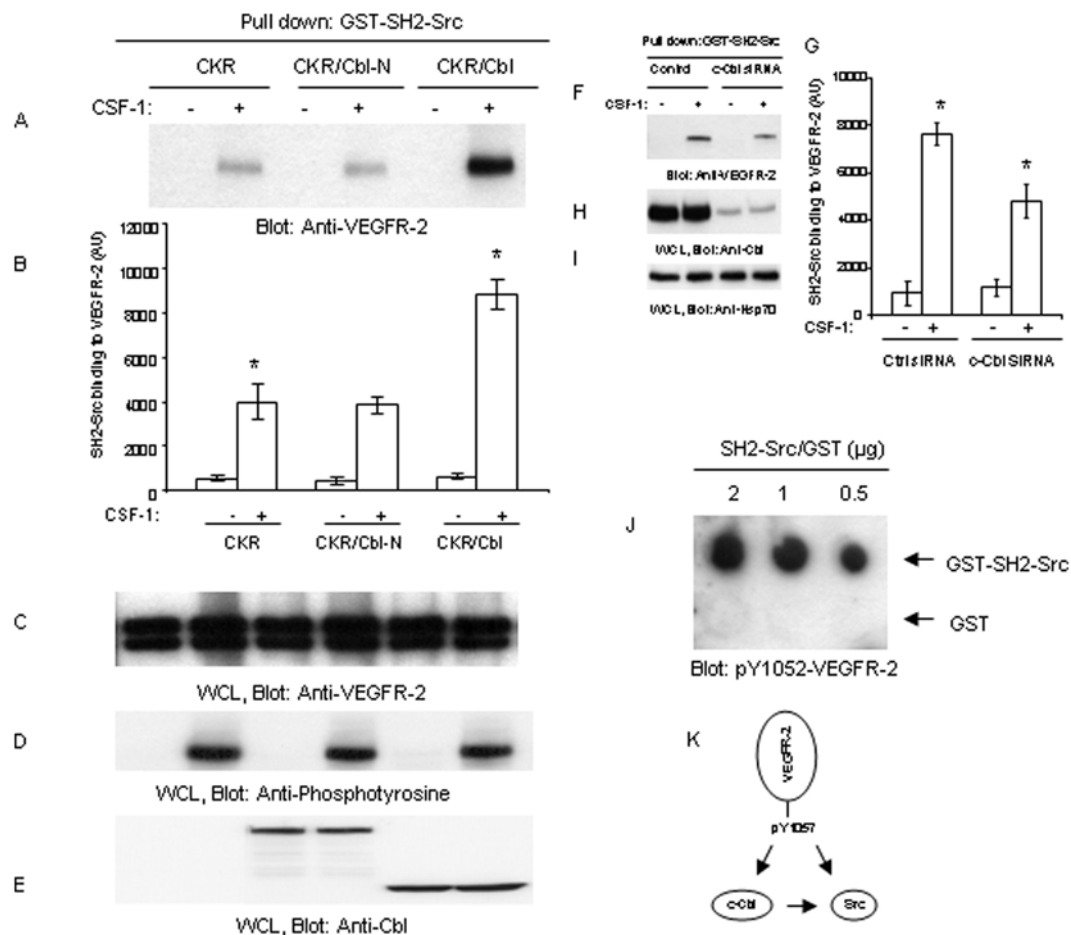 Pull down: GST-SH2-Src
CKR CKR/Cbl-N CKR/Cbl
CSF-1: - + - + - +
A
Blot: Anti-VEGFR-2
B
SH2-Src binding to VEGFR-2 (AU)
12000
10000
8000
6000
4000
2000
0
* *
CSF-1: - + - + - +
CKR CKR/Cbl-N CKR/Cbl
C
WCL, Blot: Anti-VEGFR-2
D
WCL, Blot: Anti-Phosphotyrosine
E
WCL, Blot: Anti-Cbl
Pull down:GST-SH2-Src
Control c-Cbl siRNA
F
CSF-1: - + - +
Blot: Anti-VEGFR-2
H
WCL, Blot: Anti-Cbl
I
WCL, Blot: Anti-Hsp70
G
SH2-Src binding to VEGFR-2 (AU)
10000
8000
6000
4000
2000
0
* *
CSF-1: - + - +
Ctrl siRNA c-Cbl SiRNA
SH2-Src/GST (µg)
2 1 0.5
J
GST-SH2-Src
GST
Blot: pY1052-VEGFR-2
K
VEGFR-2
pY1057
c-Cbl Src